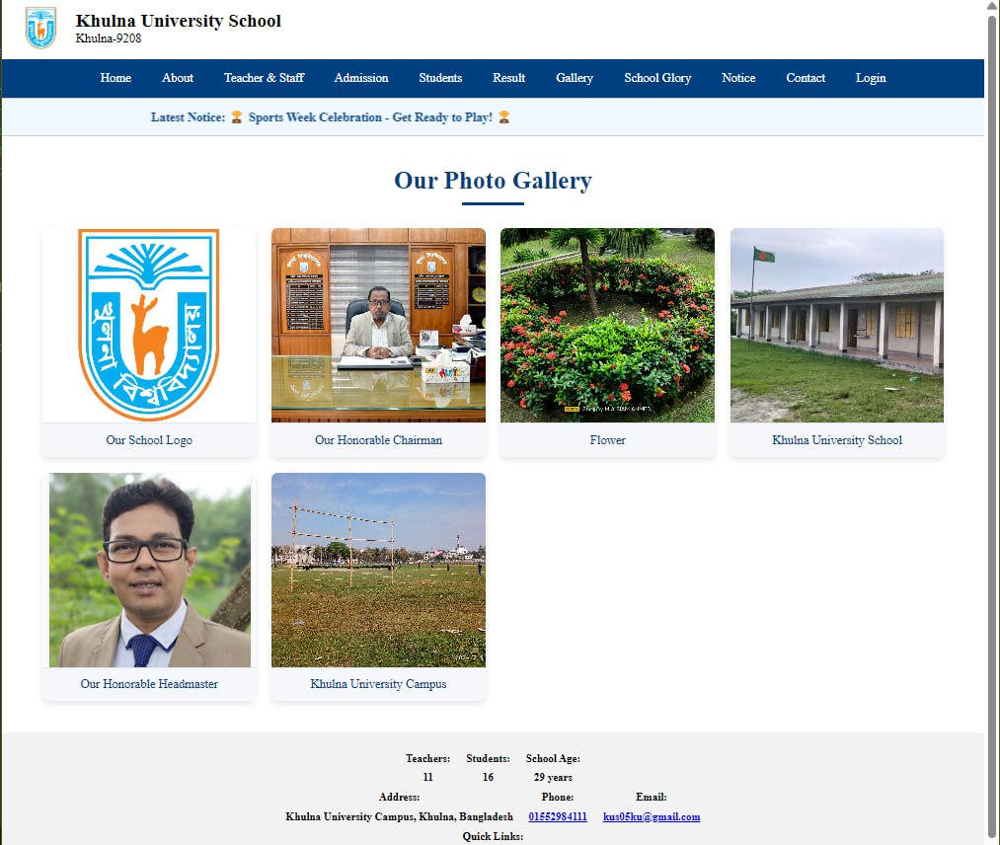 Khulna University School
Khulna-9208
Home About Teacher & Staff Admission Students Result Gallery School Glory Notice Contact Login
Latest Notice: 🏆 Sports Week Celebration - Get Ready to Play! 🏆
Our Photo Gallery
খুলনা বিশ্ববিদ্যালয়
Our School Logo
Our Honorable Chairman
Flower
Khulna University School
Our Honorable Headmaster
Khulna University Campus
Teachers: Students: School Age:
11 16 29 years
Address: Phone: Email:
Khulna University Campus, Khulna, Bangladesh 01552984111 kus05ku@gmail.com
Quick Links: